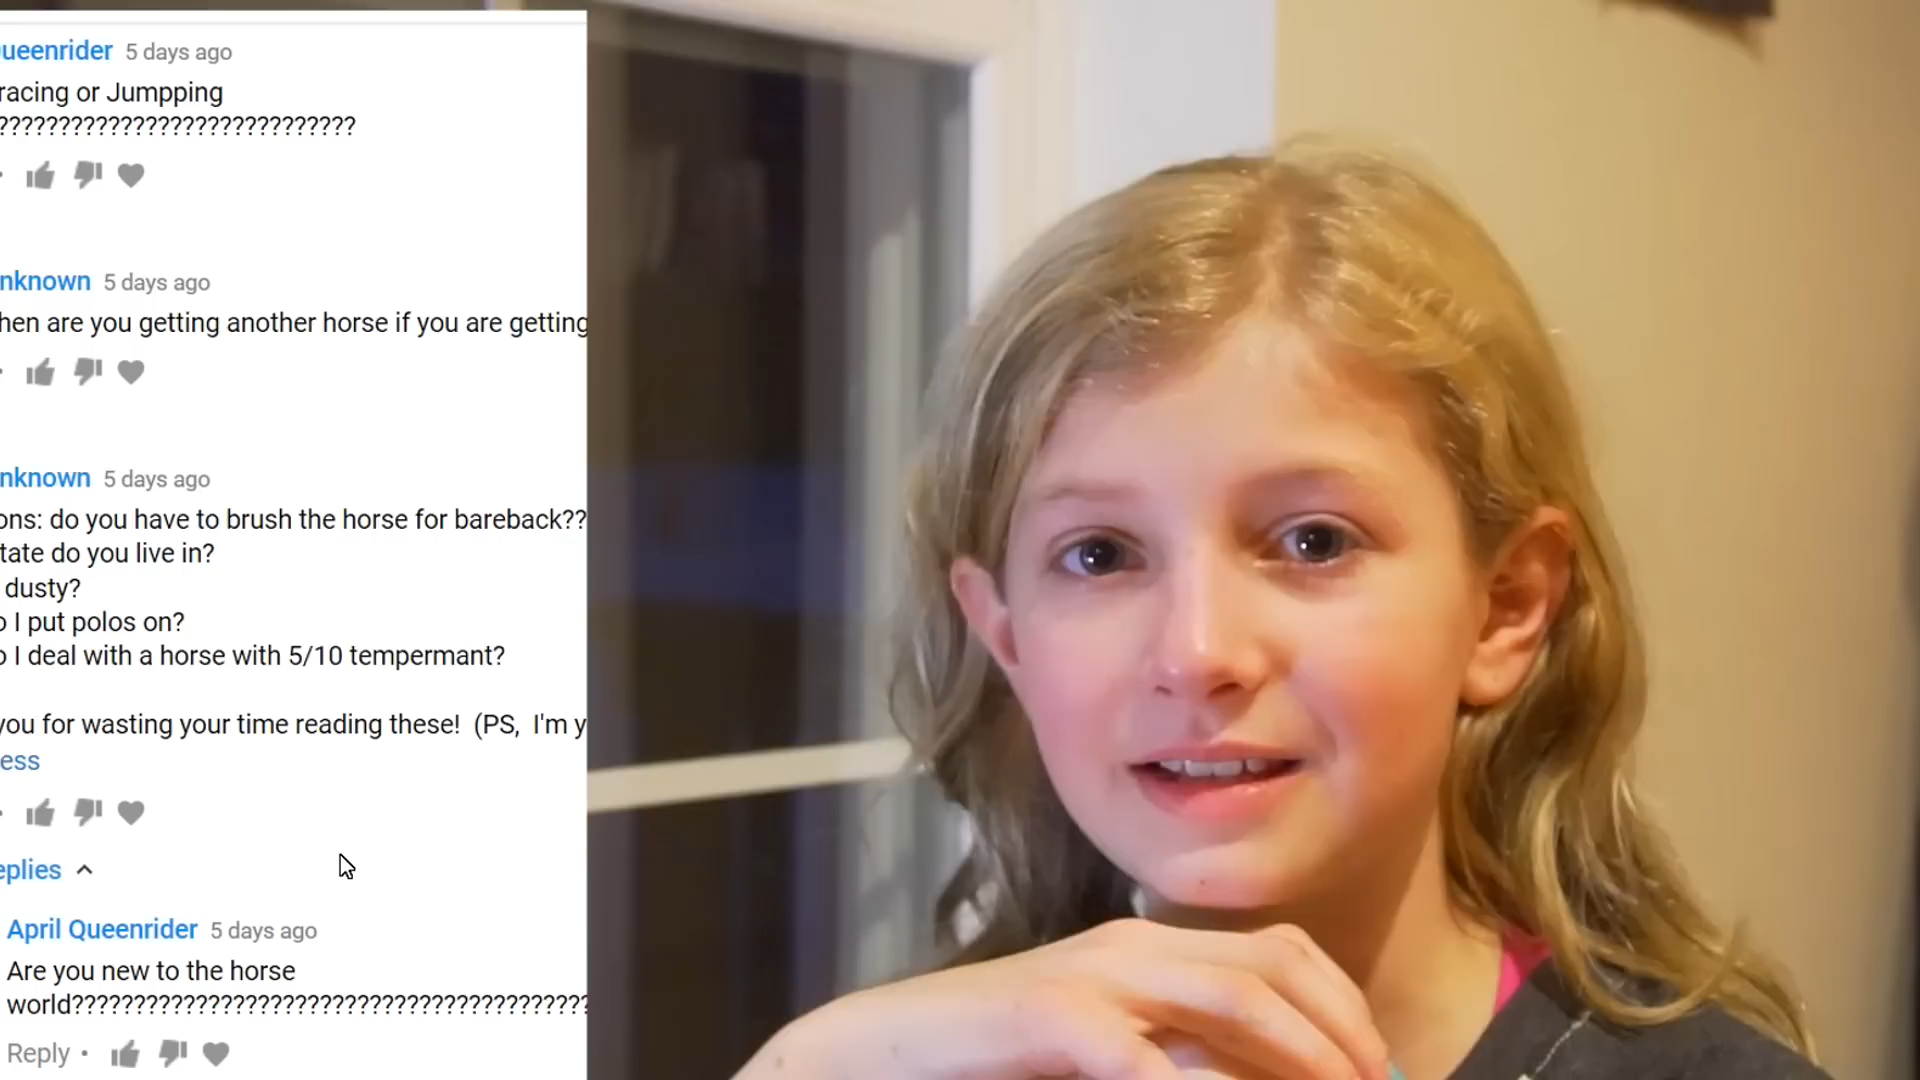 ueenrider 5 days ago
racing or Jumpping
?????????????????????????????
nknown 5 days ago
hen are you getting another horse if you are getting
nknown 5 days ago
ons: do you have to brush the horse for bareback??
tate do you live in?
dusty?
o I put polos on?
o I deal with a horse with 5/10 tempermant?
you for wasting your time reading these! (PS, I'm y
ess
eplies
April Queenrider 5 days ago
Are you new to the horse
world??????????????????????????????????????????
Reply